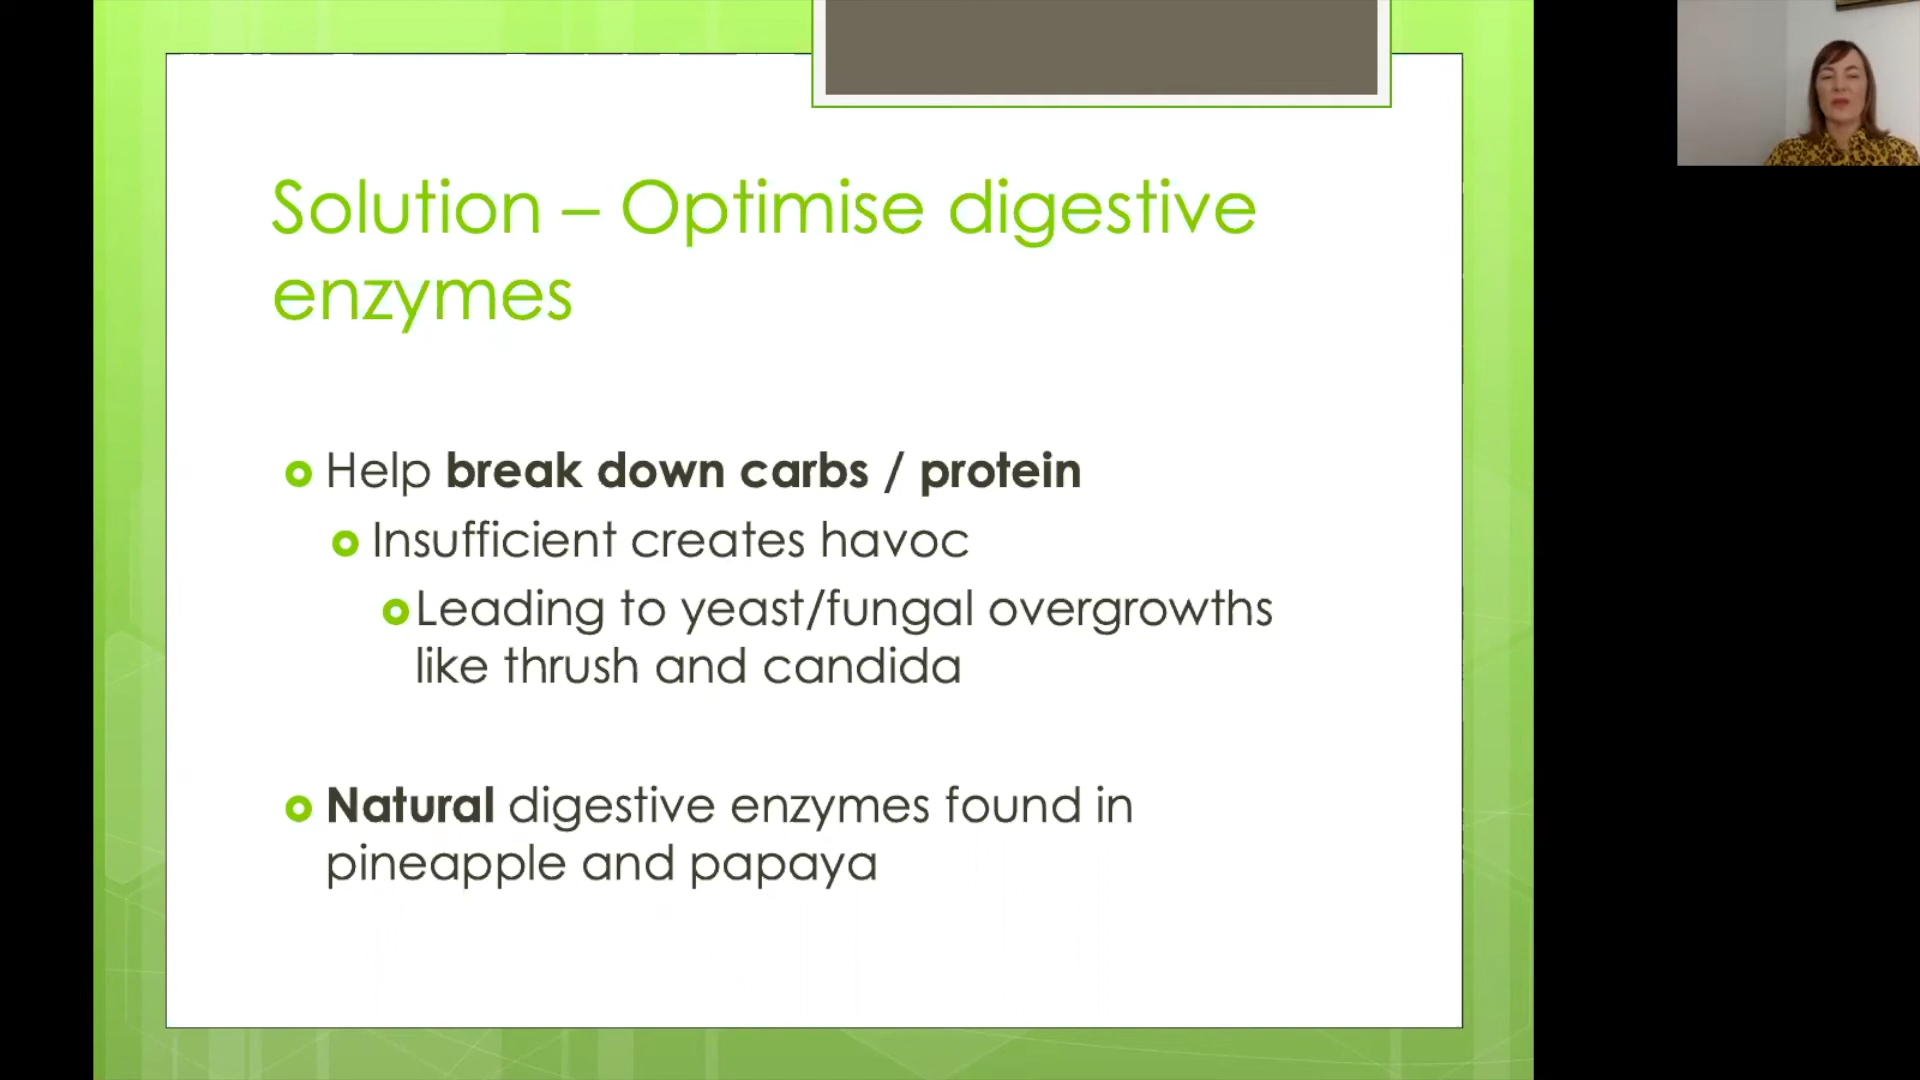 Solution – Optimise digestive
enzymes
Help break down carbs / protein
Insufficient creates havoc
Leading to yeast/fungal overgrowths
like thrush and candida
Natural digestive enzymes found in
pineapple and papaya